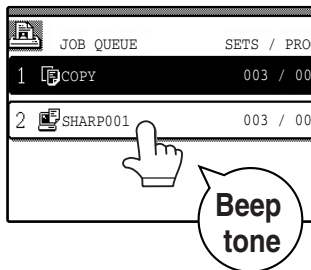 JOB QUEUE SETS / PRO
1 COPY 003 / 00
2 SHARP001 003 / 00
Beep
tone